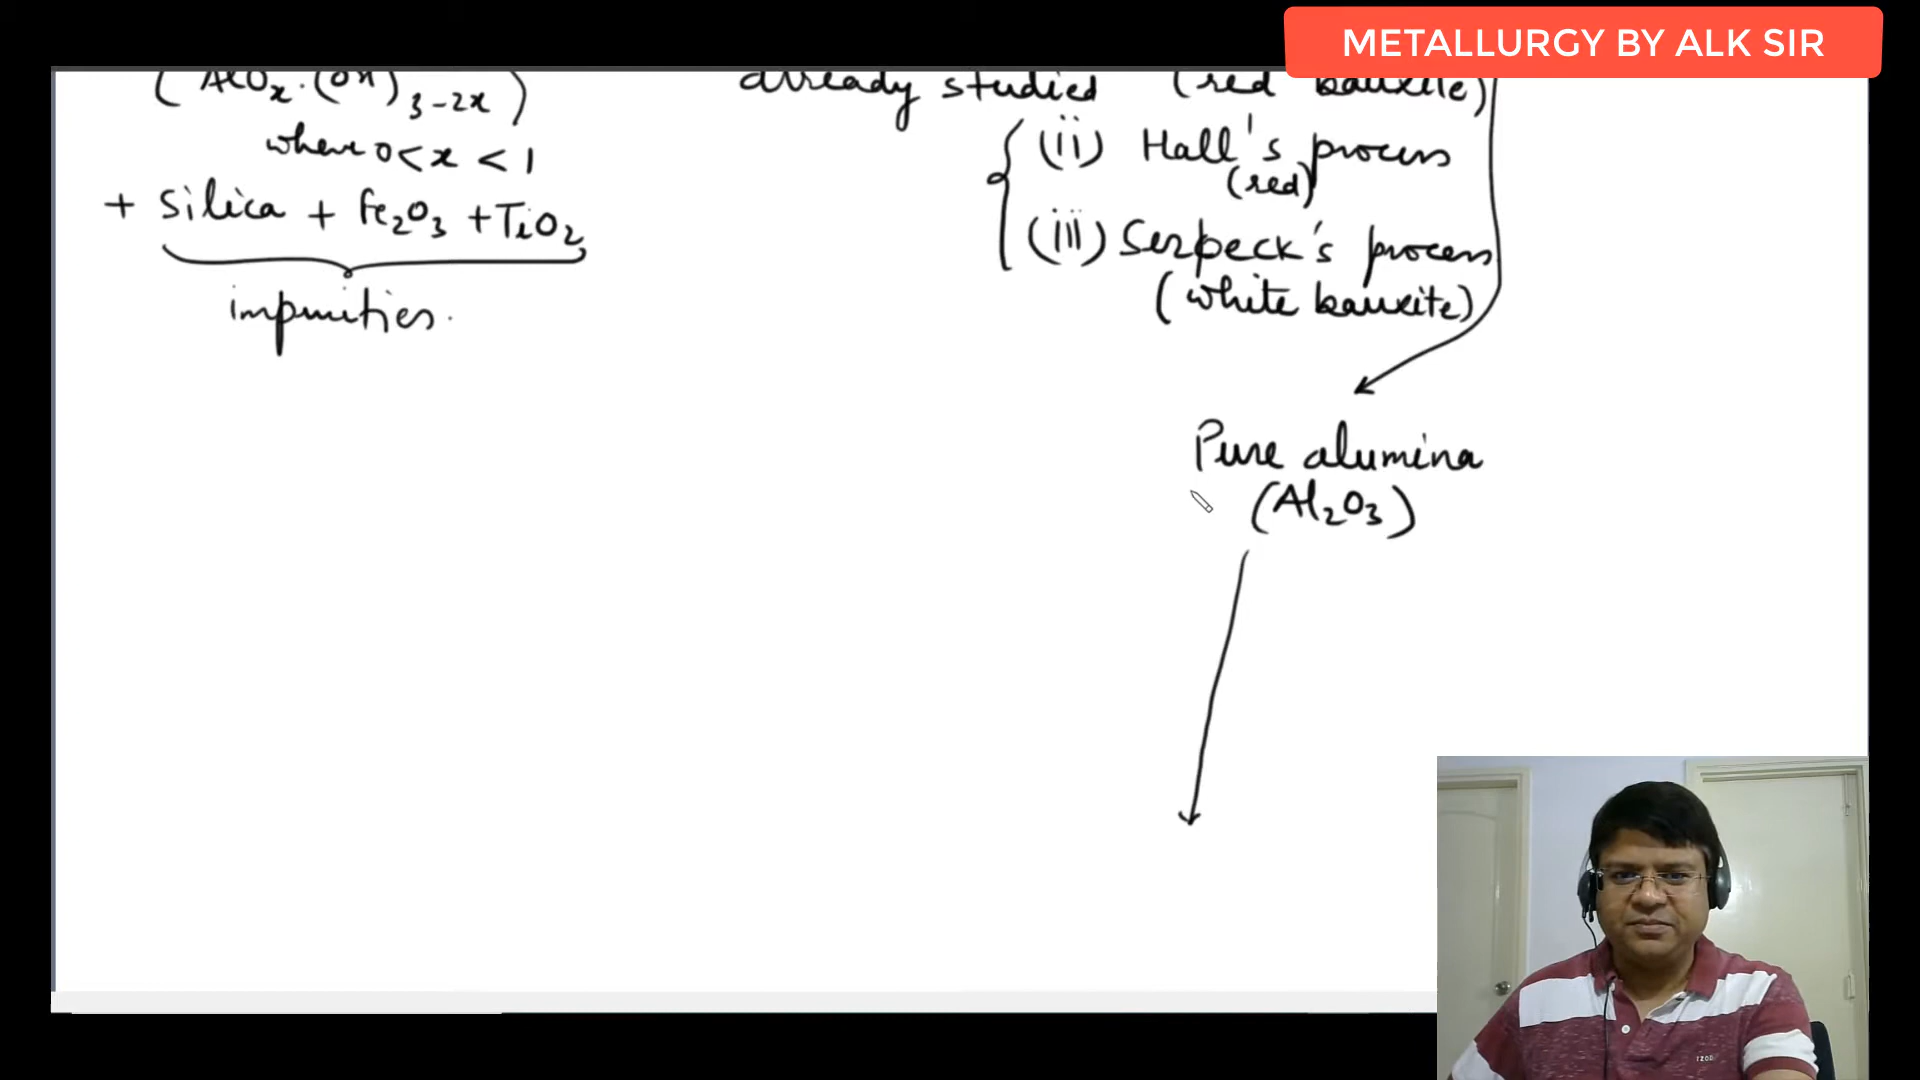 METALLURGY BY ALK SIR
(AlOx.(OH)3-2x)
where 0<x<1
+ Silica + Fe2O3 + TiO2
impurities.
already studied (red bauxite)
(ii) Hall's process
(red)
(iii) Serpeck's process
(white bauxite)
Pure alumina
(Al2O3)
IZOD